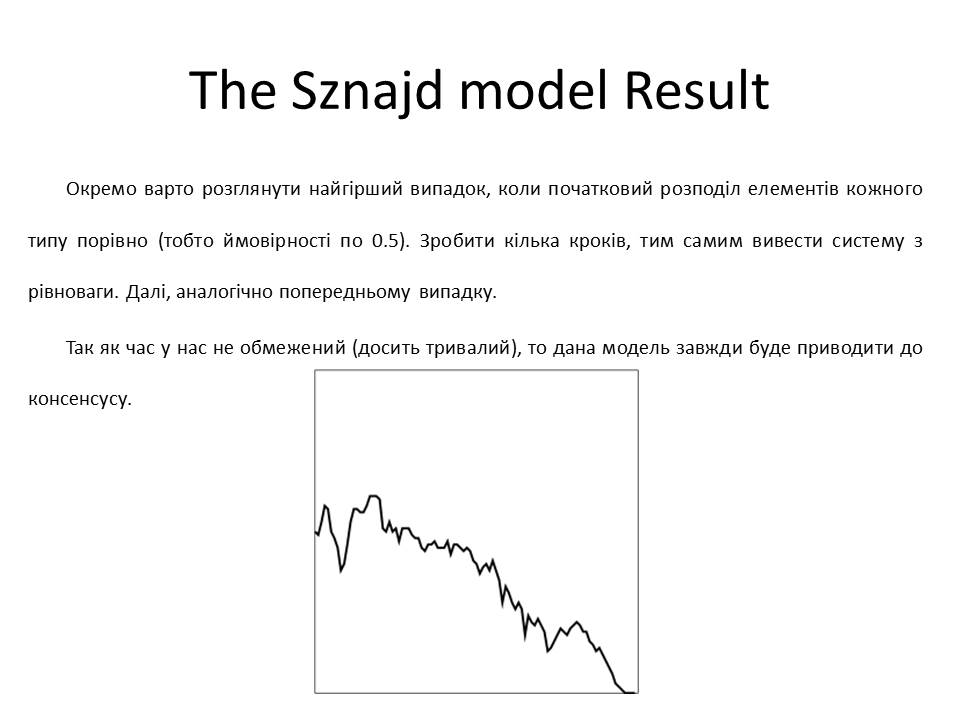 The Sznajd model Result
Окремо варто розглянути найгірший випадок, коли початковий розподіл елементів кожного
типу порівно (тобто ймовірності по 0.5). Зробити кілька кроків, тим самим вивести систему з
рівноваги. Далі, аналогічно попередньому випадку.
Так як час у нас не обмежений (досить тривалий), то дана модель завжди буде приводити до
консенсусу.